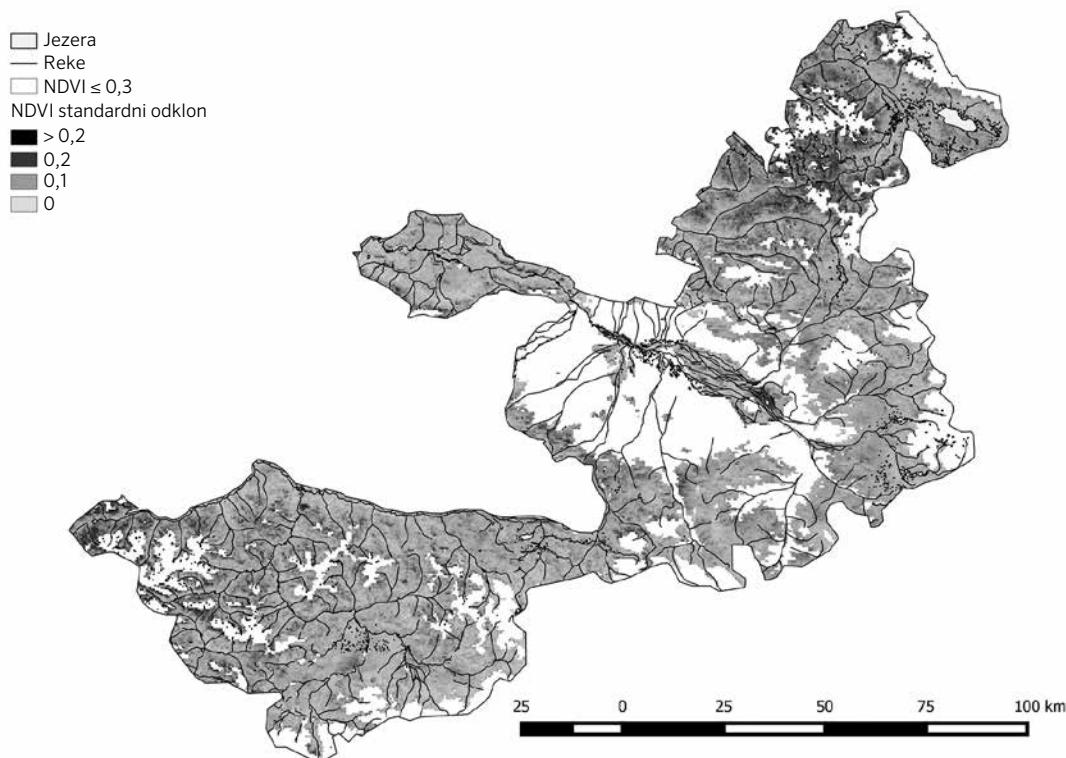 Jezera
Reke
NDVI ≤ 0,3
NDVI standardni odklon
> 0,2
0,2
0,1
0
25 0 25 50 75 100 km